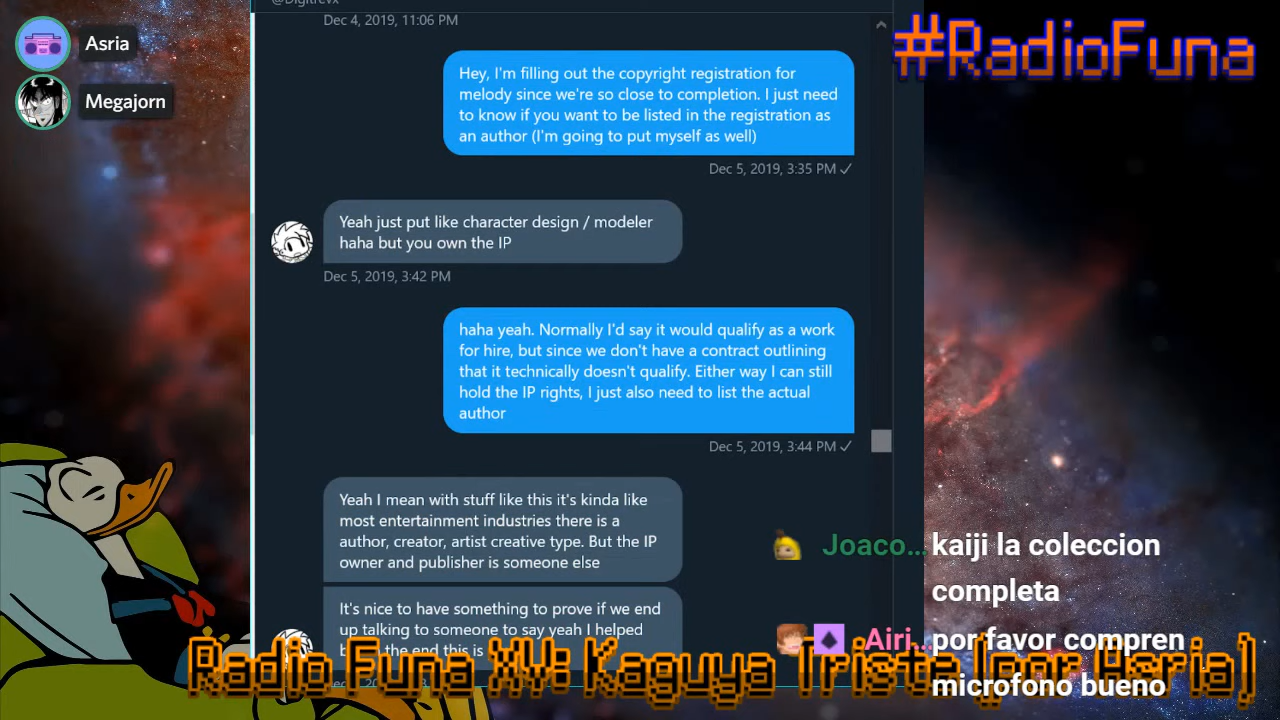 @Digitrevx
Dec 4, 2019, 11:06 PM
#RadioFuna
Asria
Megajorn
Hey, I'm filling out the copyright registration for
melody since we're so close to completion. I just need
to know if you want to be listed in the registration as
an author (I'm going to put myself as well)
Dec 5, 2019, 3:35 PM
Yeah just put like character design / modeler
haha but you own the IP
Dec 5, 2019, 3:42 PM
haha yeah. Normally I'd say it would qualify as a work
for hire, but since we don't have a contract outlining
that it technically doesn't qualify. Either way I can still
hold the IP rights, I just also need to list the actual
author
Dec 5, 2019, 3:44 PM
Yeah I mean with stuff like this it's kinda like
most entertainment industries there is a
author, creator, artist creative type. But the IP
owner and publisher is someone else
It's nice to have something to prove if we end
up talking to someone to say yeah I helped
the end this is
Joaco... kaiji la coleccion
completa
Airi... por favor compren
microfono bueno
Radio Funa XV: Kaguya Triste (por Asria)